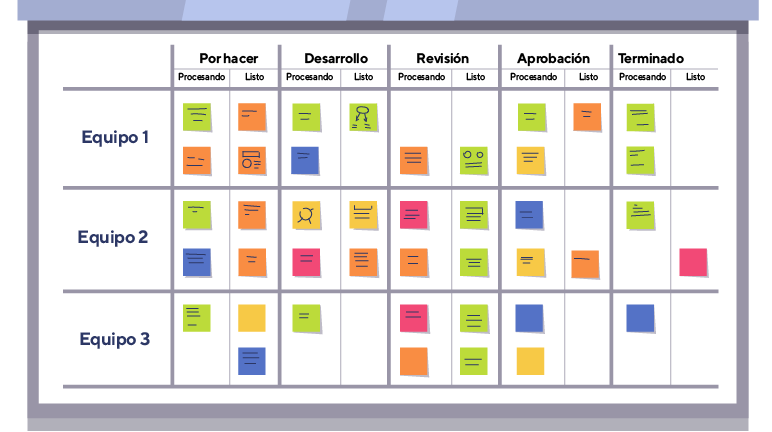 Por hacer Desarrollo Revisión Aprobación Terminado
Procesando Listo Procesando Listo Procesando Listo Procesando Listo Procesando Listo
Equipo 1
Equipo 2
Equipo 3